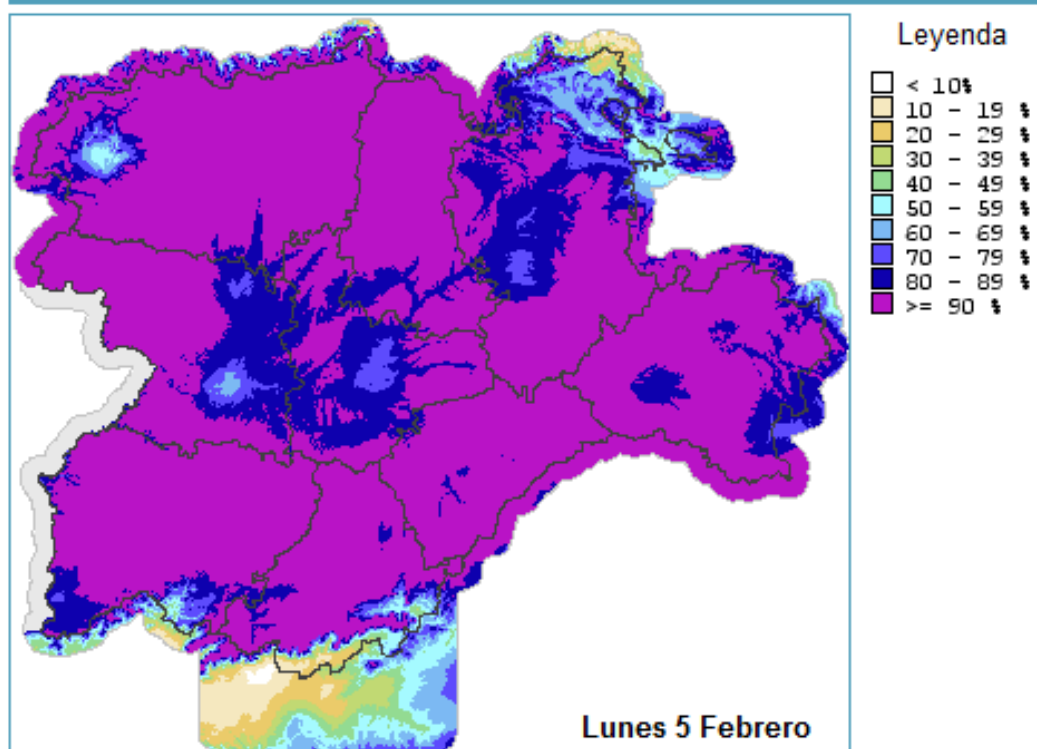 Leyenda
< 10%
10 - 19 %
20 - 29 %
30 - 39 %
40 - 49 %
50 - 59 %
60 - 69 %
70 - 79 %
80 - 89 %
>= 90 %
Lunes 5 Febrero